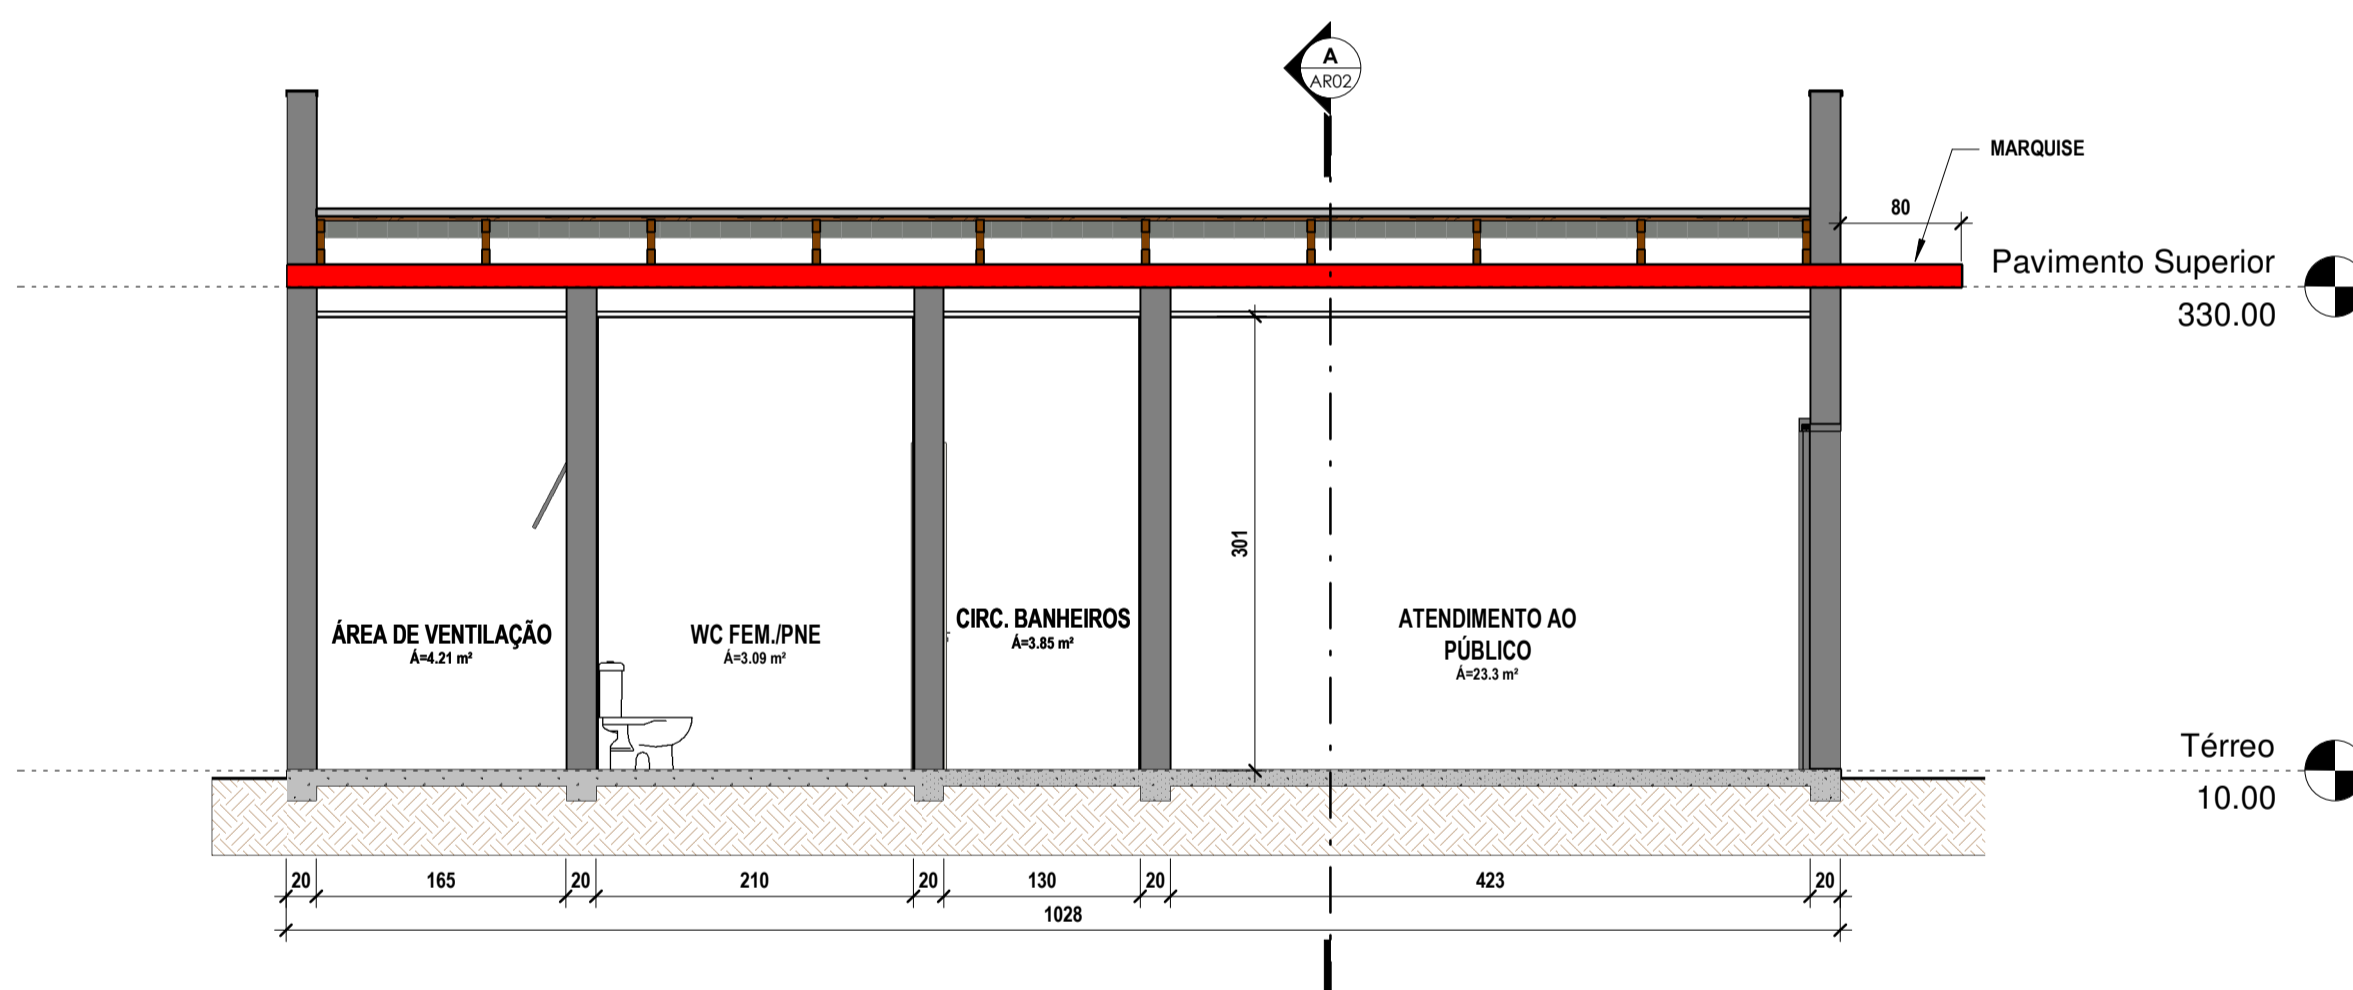 A
AR02
MARQUISE
80
Pavimento Superior
330.00
301
ÁREA DE VENTILAÇÃO
Á=4.21 m²
WC FEM./PNE
Á=3.09 m²
CIRC. BANHEIROS
Á=3.85 m²
ATENDIMENTO AO
PÚBLICO
Á=23.3 m²
Térreo
10.00
20 165 20 210 20 130 20 423 20
1028